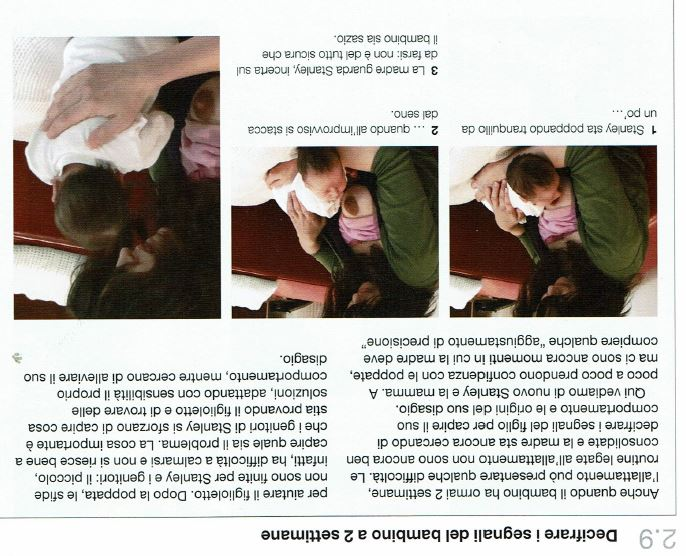 2.9 Decifrare i segnali del bambino a 2 settimane
Anche quando il bambino ha ormai 2 settimane,
l'allattamento può presentare qualche difficoltà. Le
routine legate all'allattamento non sono ancora ben
consolidate e la madre sta ancora cercando di
decifrare i segnali del figlio per capire il suo
comportamento e le origini del suo disagio.
Qui vediamo di nuovo Stanley e la mamma. A
poco a poco prendono confidenza con le poppate,
ma ci sono ancora momenti in cui la madre deve
compiere qualche "aggiustamento di precisione"
per aiutare il figlioletto. Dopo la poppata, le sfide
non sono finite per Stanley e i genitori: il piccolo,
infatti, ha difficoltà a calmarsi e non si riesce bene a
capire quale sia il problema. La cosa importante è
che i genitori di Stanley si sforzano di capire cosa
sta provando il figlioletto e di trovare delle
soluzioni, adattando con sensibilità il proprio
comportamento, mentre cercano di alleviare il suo
disagio.
1 Stanley sta poppando tranquillo da
un po'...
2 ... quando all'improvviso si stacca
dal seno.
3 La madre guarda Stanley, incerta sul
da farsi: non è del tutto sicura che
il bambino sia sazio.